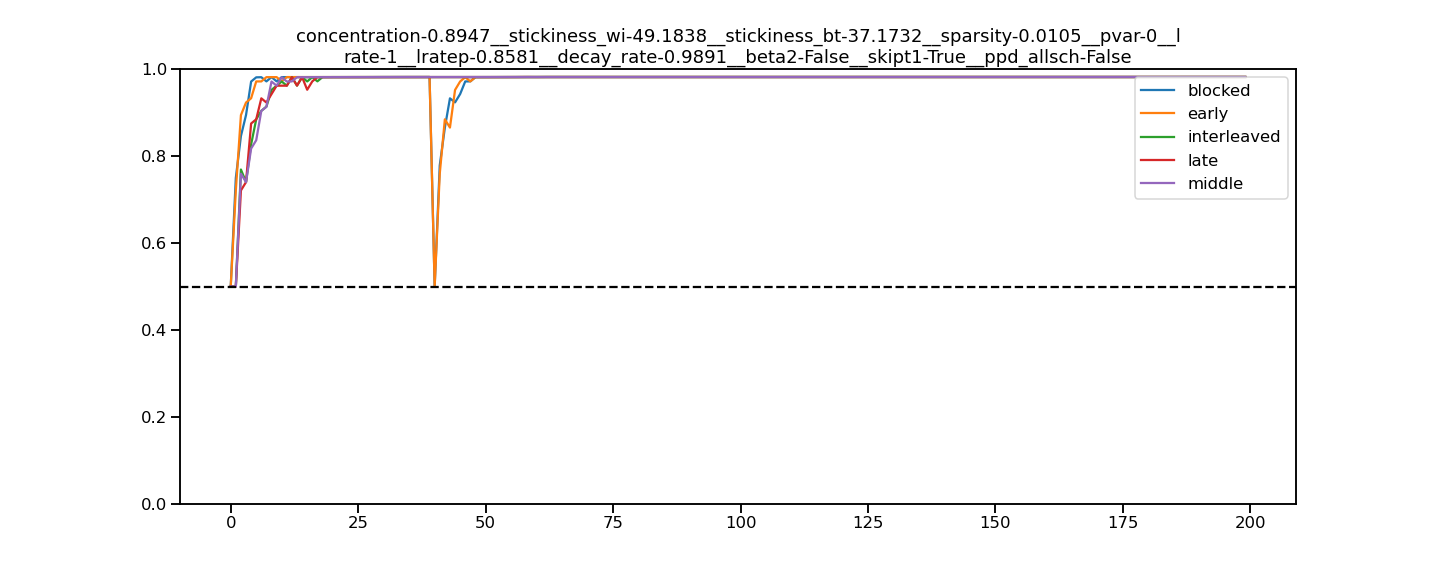 concentration-0.8947__stickiness_wi-49.1838__stickiness_bt-37.1732__sparsity-0.0105__pvar-0__l
rate-1__lratep-0.8581__decay_rate-0.9891__beta2-False__skipt1-True__ppd_allsch-False
1.0
0.8
0.6
0.4
0.2
0.0
blocked
early
interleaved
late
middle
0 25 50 75 100 125 150 175 200